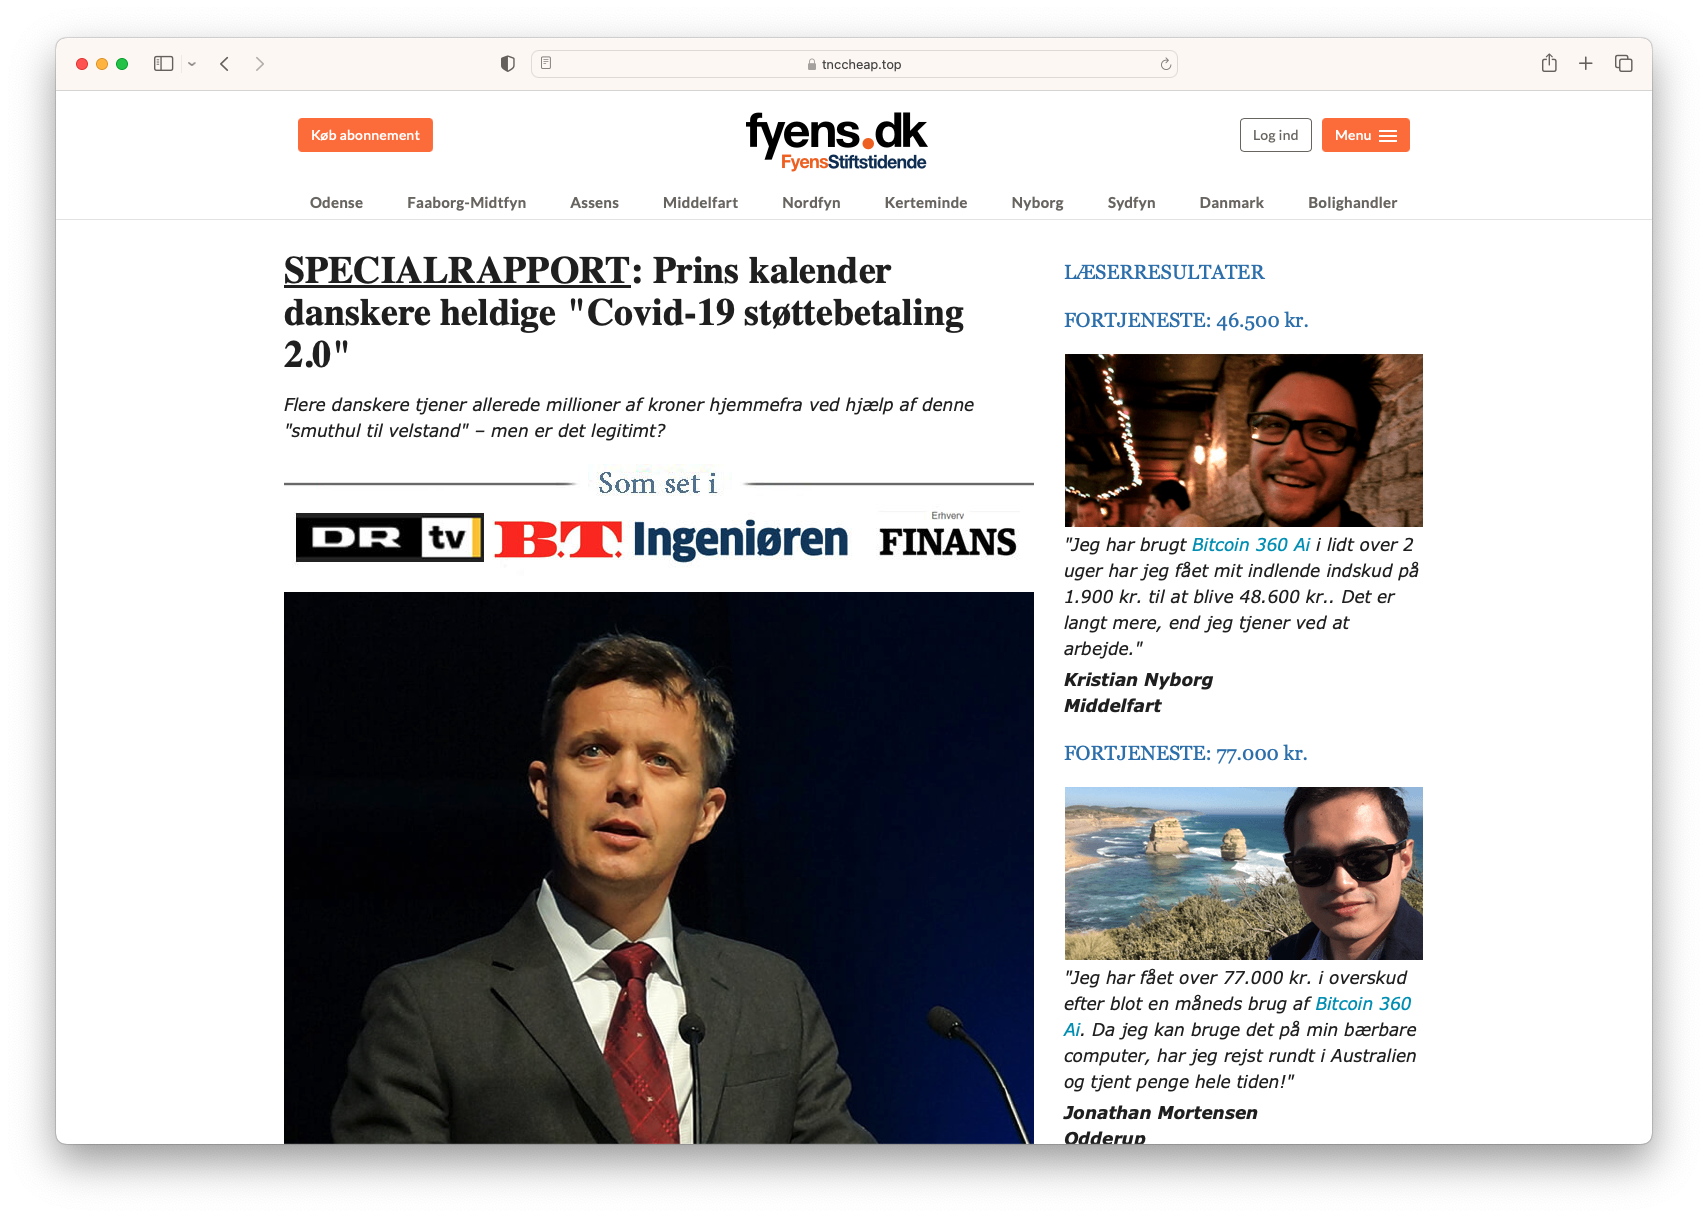 tnccheap.top
Køb abonnement
fyens.dk
FyensStiftstidende
Log ind
Menu
Odense Faaborg-Midtfyn Assens Middelfart Nordfyn Kerteminde Nyborg Sydfyn Danmark Bolighandler
SPECIALRAPPORT: Prins kalender
danskere heldige "Covid-19 støttebetaling
2.0"
Flere danskere tjener allerede millioner af kroner hjemmefra ved hjælp af denne
"smuthul til velstand" – men er det legitimt?
Som set i
DR tv
B.T.
Ingeniøren
Erhverv
FINANS
LÆSERRESULTATER
FORTJENESTE: 46.500 kr.
"Jeg har brugt Bitcoin 360 Ai i lidt over 2
uger har jeg fået mit indlende indskud på
1.900 kr. til at blive 48.600 kr.. Det er
langt mere, end jeg tjener ved at
arbejde."
Kristian Nyborg
Middelfart
FORTJENESTE: 77.000 kr.
"Jeg har fået over 77.000 kr. i overskud
efter blot en måneds brug af Bitcoin 360
Ai. Da jeg kan bruge det på min bærbare
computer, har jeg rejst rundt i Australien
og tjent penge hele tiden!"
Jonathan Mortensen
Odderup